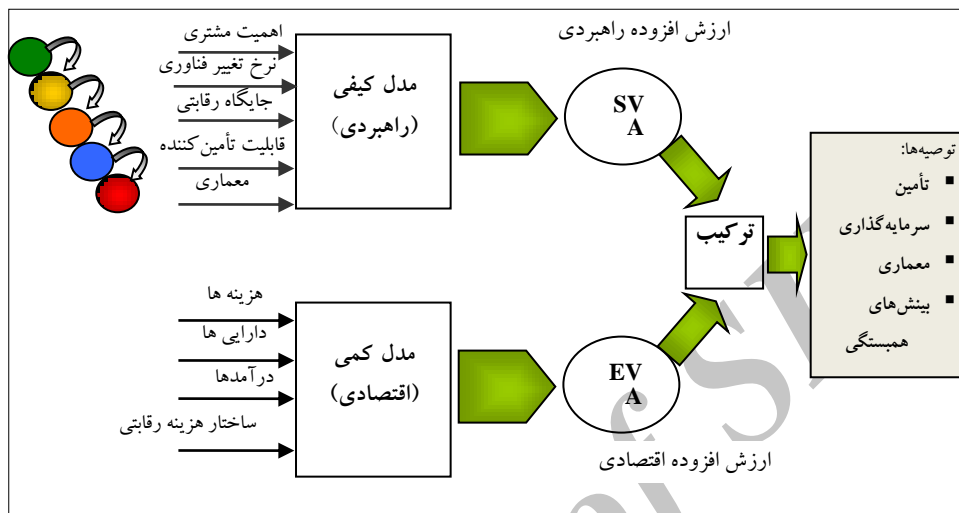 ارزش افزوده راهبردی
اهمیت مشتری
نرخ تغییر فناوری
جایگاه رقابتی
قابلیت تأمین‌کننده
معماری
مدل کیفی
(راهبردی)
SV
A
توصیه‌ها:
▪ تأمین
▪ سرمایه‌گذاری
▪ معماری
▪ بینش‌های
همبستگی
ترکیب
هزینه ها
دارایی ها
درآمدها
ساختار هزینه رقابتی
مدل کمی
(اقتصادی)
EV
A
ارزش افزوده اقتصادی